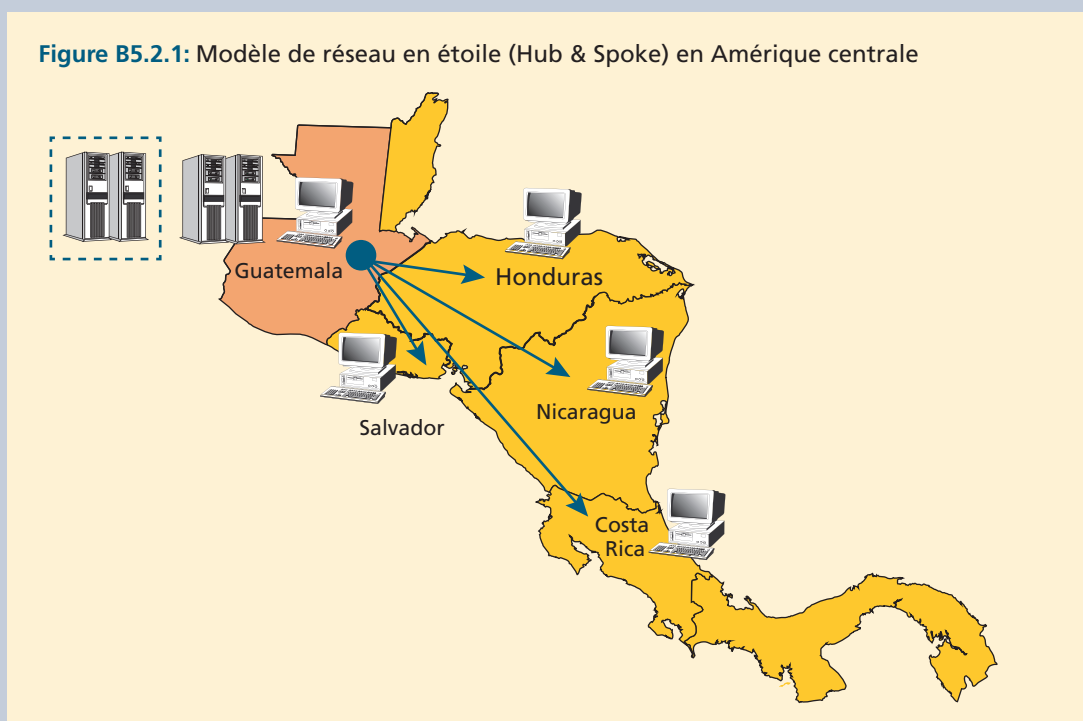 Figure B5.2.1: Modèle de réseau en étoile (Hub & Spoke) en Amérique centrale
Guatemala
Honduras
Nicaragua
Salvador
Costa
Rica